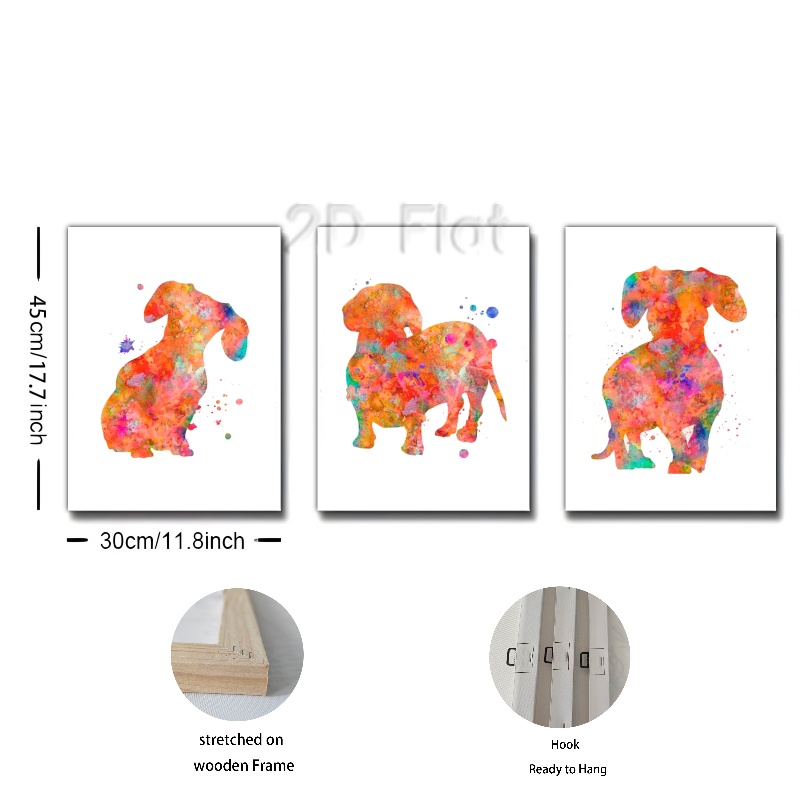 2D Flat
45cm/17.7inch
30cm/11.8inch
stretched on
wooden Frame
Hook
Ready to Hang